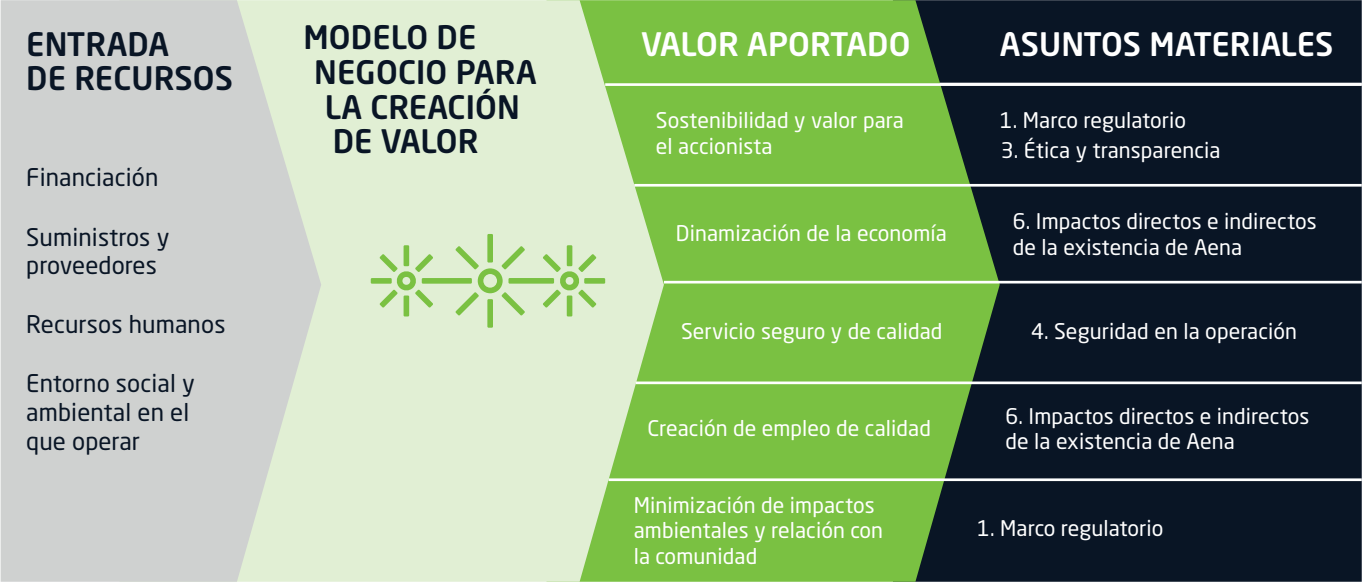 ENTRADA
DE RECURSOS
Financiación
Suministros y
proveedores
Recursos humanos
Entorno social y
ambiental en el
que operar
MODELO DE
NEGOCIO PARA
LA CREACIÓN
DE VALOR
VALOR APORTADO
ASUNTOS MATERIALES
Sostenibilidad y valor para
el accionista
1. Marco regulatorio
3. Ética y transparencia
Dinamización de la economía
6. Impactos directos e indirectos
de la existencia de Aena
Servicio seguro y de calidad
4. Seguridad en la operación
Creación de empleo de calidad
6. Impactos directos e indirectos
de la existencia de Aena
Minimización de impactos
ambientales y relación con
la comunidad
1. Marco regulatorio